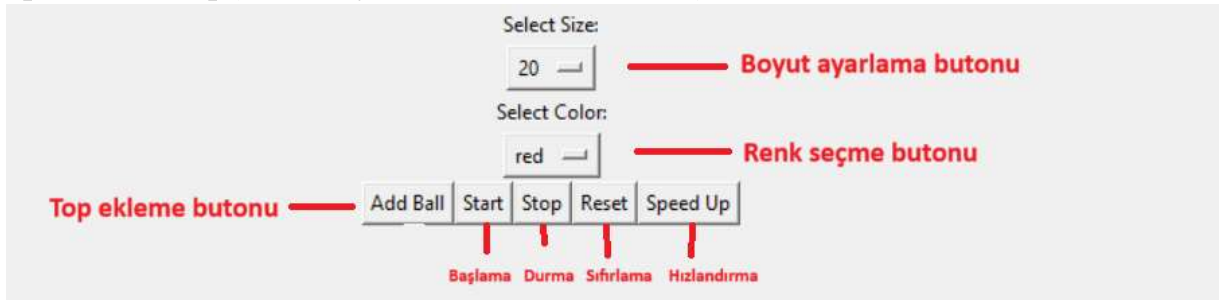 Select Size:
20 Boyut ayarlama butonu
Select Color:
red Renk seçme butonu
Top ekleme butonu Add Ball Start Stop Reset Speed Up
Başlama Durma Sıfırlama Hızlandırma